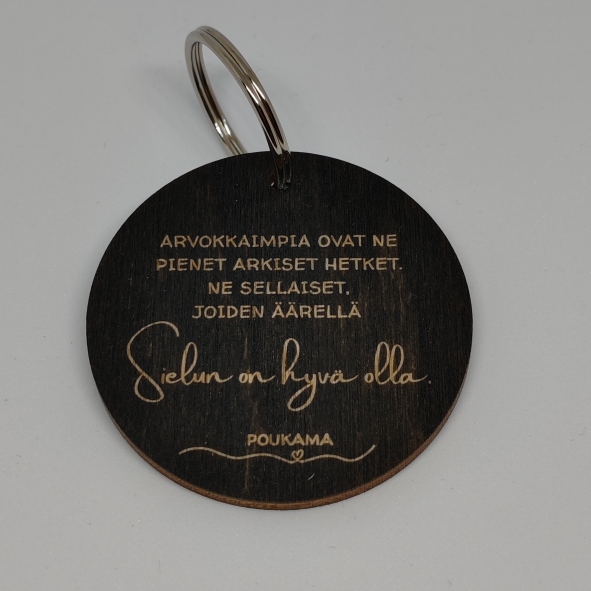 ARVOKKAIMPIA OVAT NE
PIENET ARKISET HETKET.
NE SELLAISET,
JOIDEN ÄÄRELLÄ
Sielun on hyvä olla.
POUKAMA